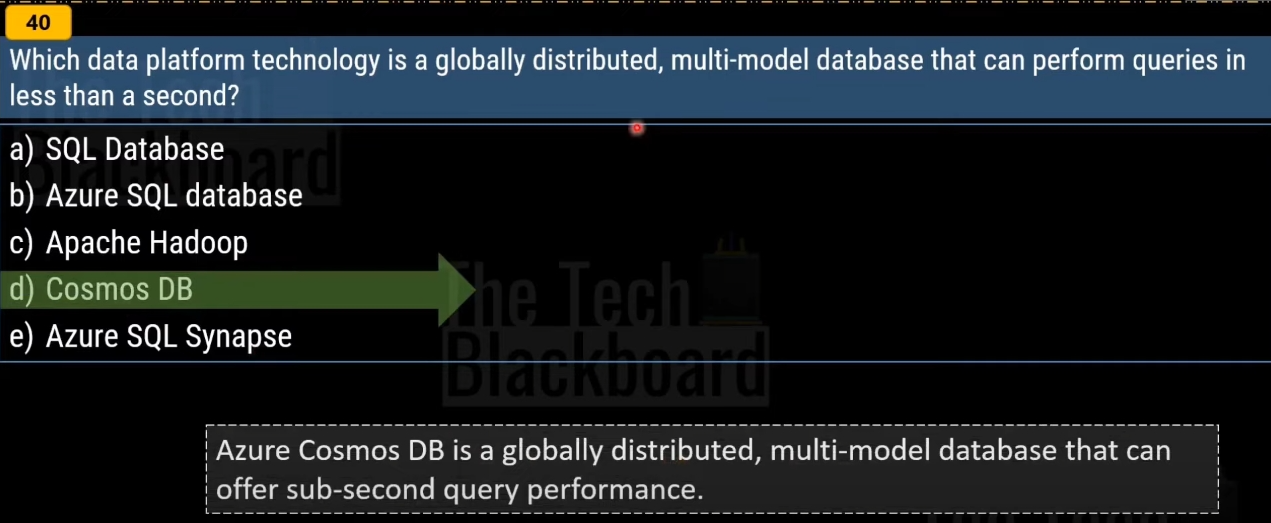 40
Which data platform technology is a globally distributed, multi-model database that can perform queries in
less than a second?
a) SQL Database
b) Azure SQL database
c) Apache Hadoop
d) Cosmos DB
e) Azure SQL Synapse
The Tech
Blackboard
Azure Cosmos DB is a globally distributed, multi-model database that can
offer sub-second query performance.